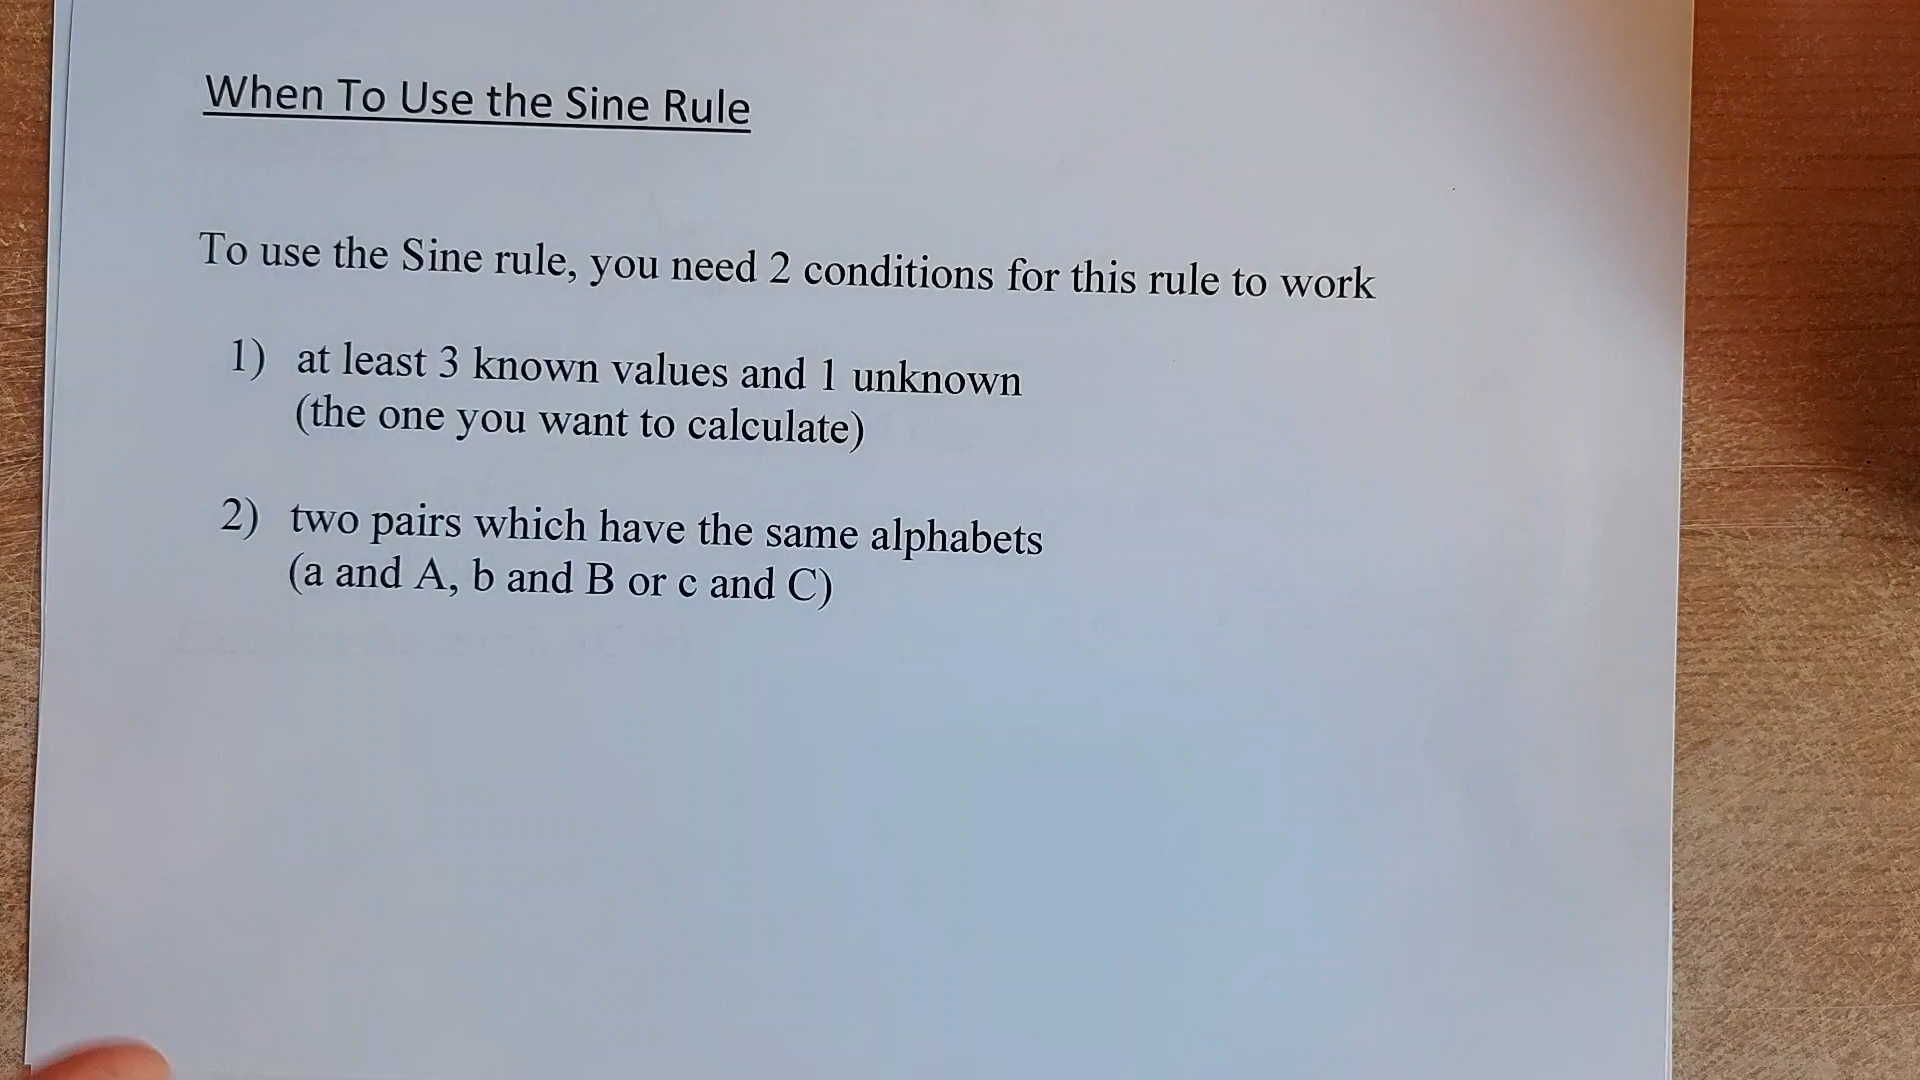 When To Use the Sine Rule
To use the Sine rule, you need 2 conditions for this rule to work
1) at least 3 known values and 1 unknown
(the one you want to calculate)
2) two pairs which have the same alphabets
(a and A, b and B or c and C)